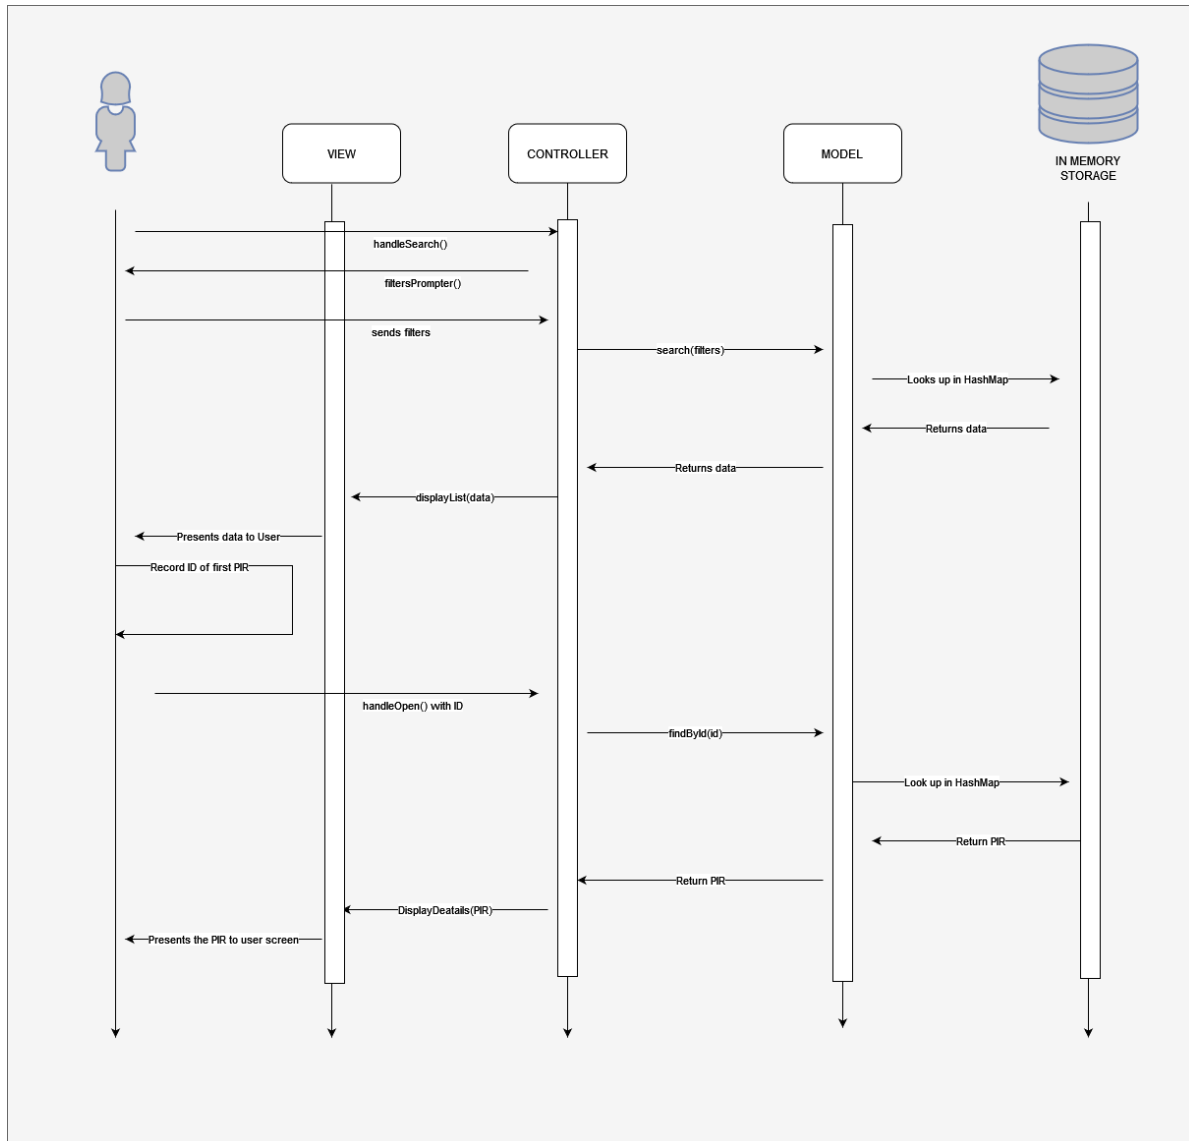 VIEW
CONTROLLER
MODEL
IN MEMORY
STORAGE
handleSearch()
filtersPrompter()
sends filters
search(filters)
Looks up in HashMap
Returns data
Returns data
displayList(data)
Presents data to User
Record ID of first PIR
handleOpen() with ID
findById(id)
Look up in HashMap
Return PIR
Return PIR
DisplayDeatails(PIR)
Presents the PIR to user screen